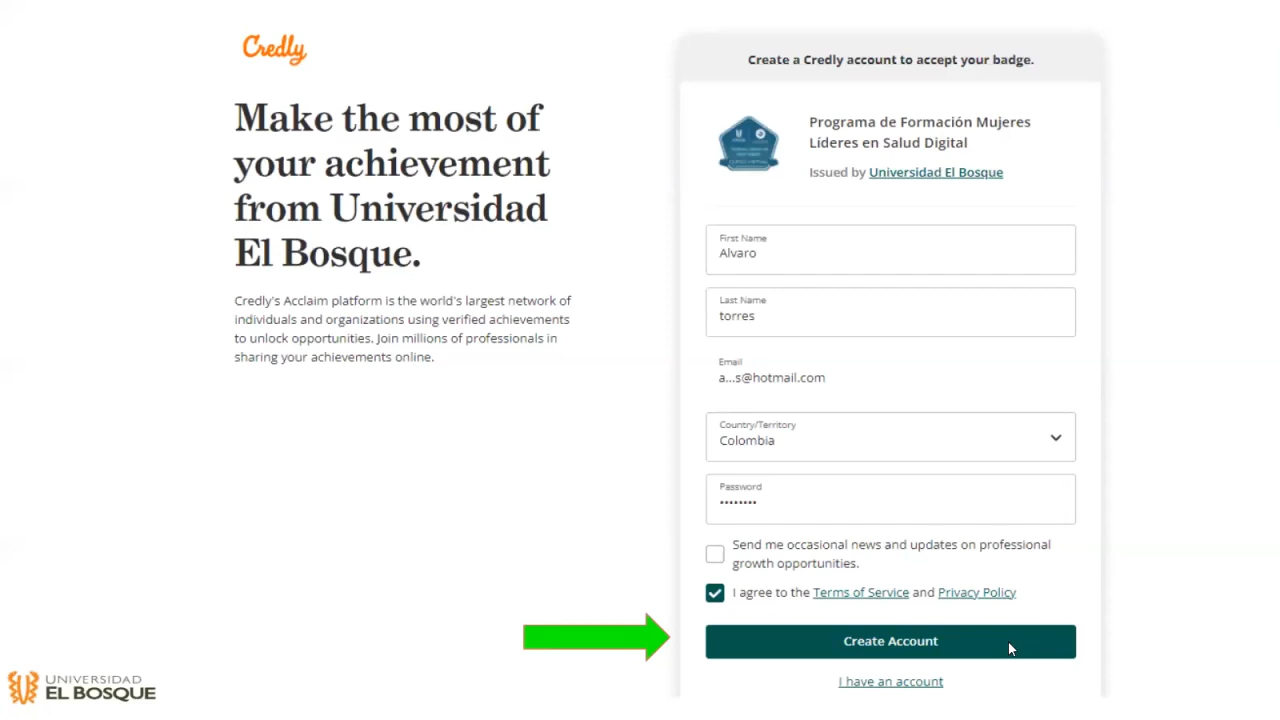 Credly
Make the most of
your achievement
from Universidad
El Bosque.
Credly's Acclaim platform is the world's largest network of
individuals and organizations using verified achievements
to unlock opportunities. Join millions of professionals in
sharing your achievements online.
Create a Credly account to accept your badge.
Programa de Formación Mujeres
Líderes en Salud Digital
Issued by Universidad El Bosque
First Name
Alvaro
Last Name
torres
Email
a...s@hotmail.com
Country/Territory
Colombia
Password
••••••••
Send me occasional news and updates on professional
growth opportunities.
I agree to the Terms of Service and Privacy Policy
Create Account
I have an account
UNIVERSIDAD
EL BOSQUE